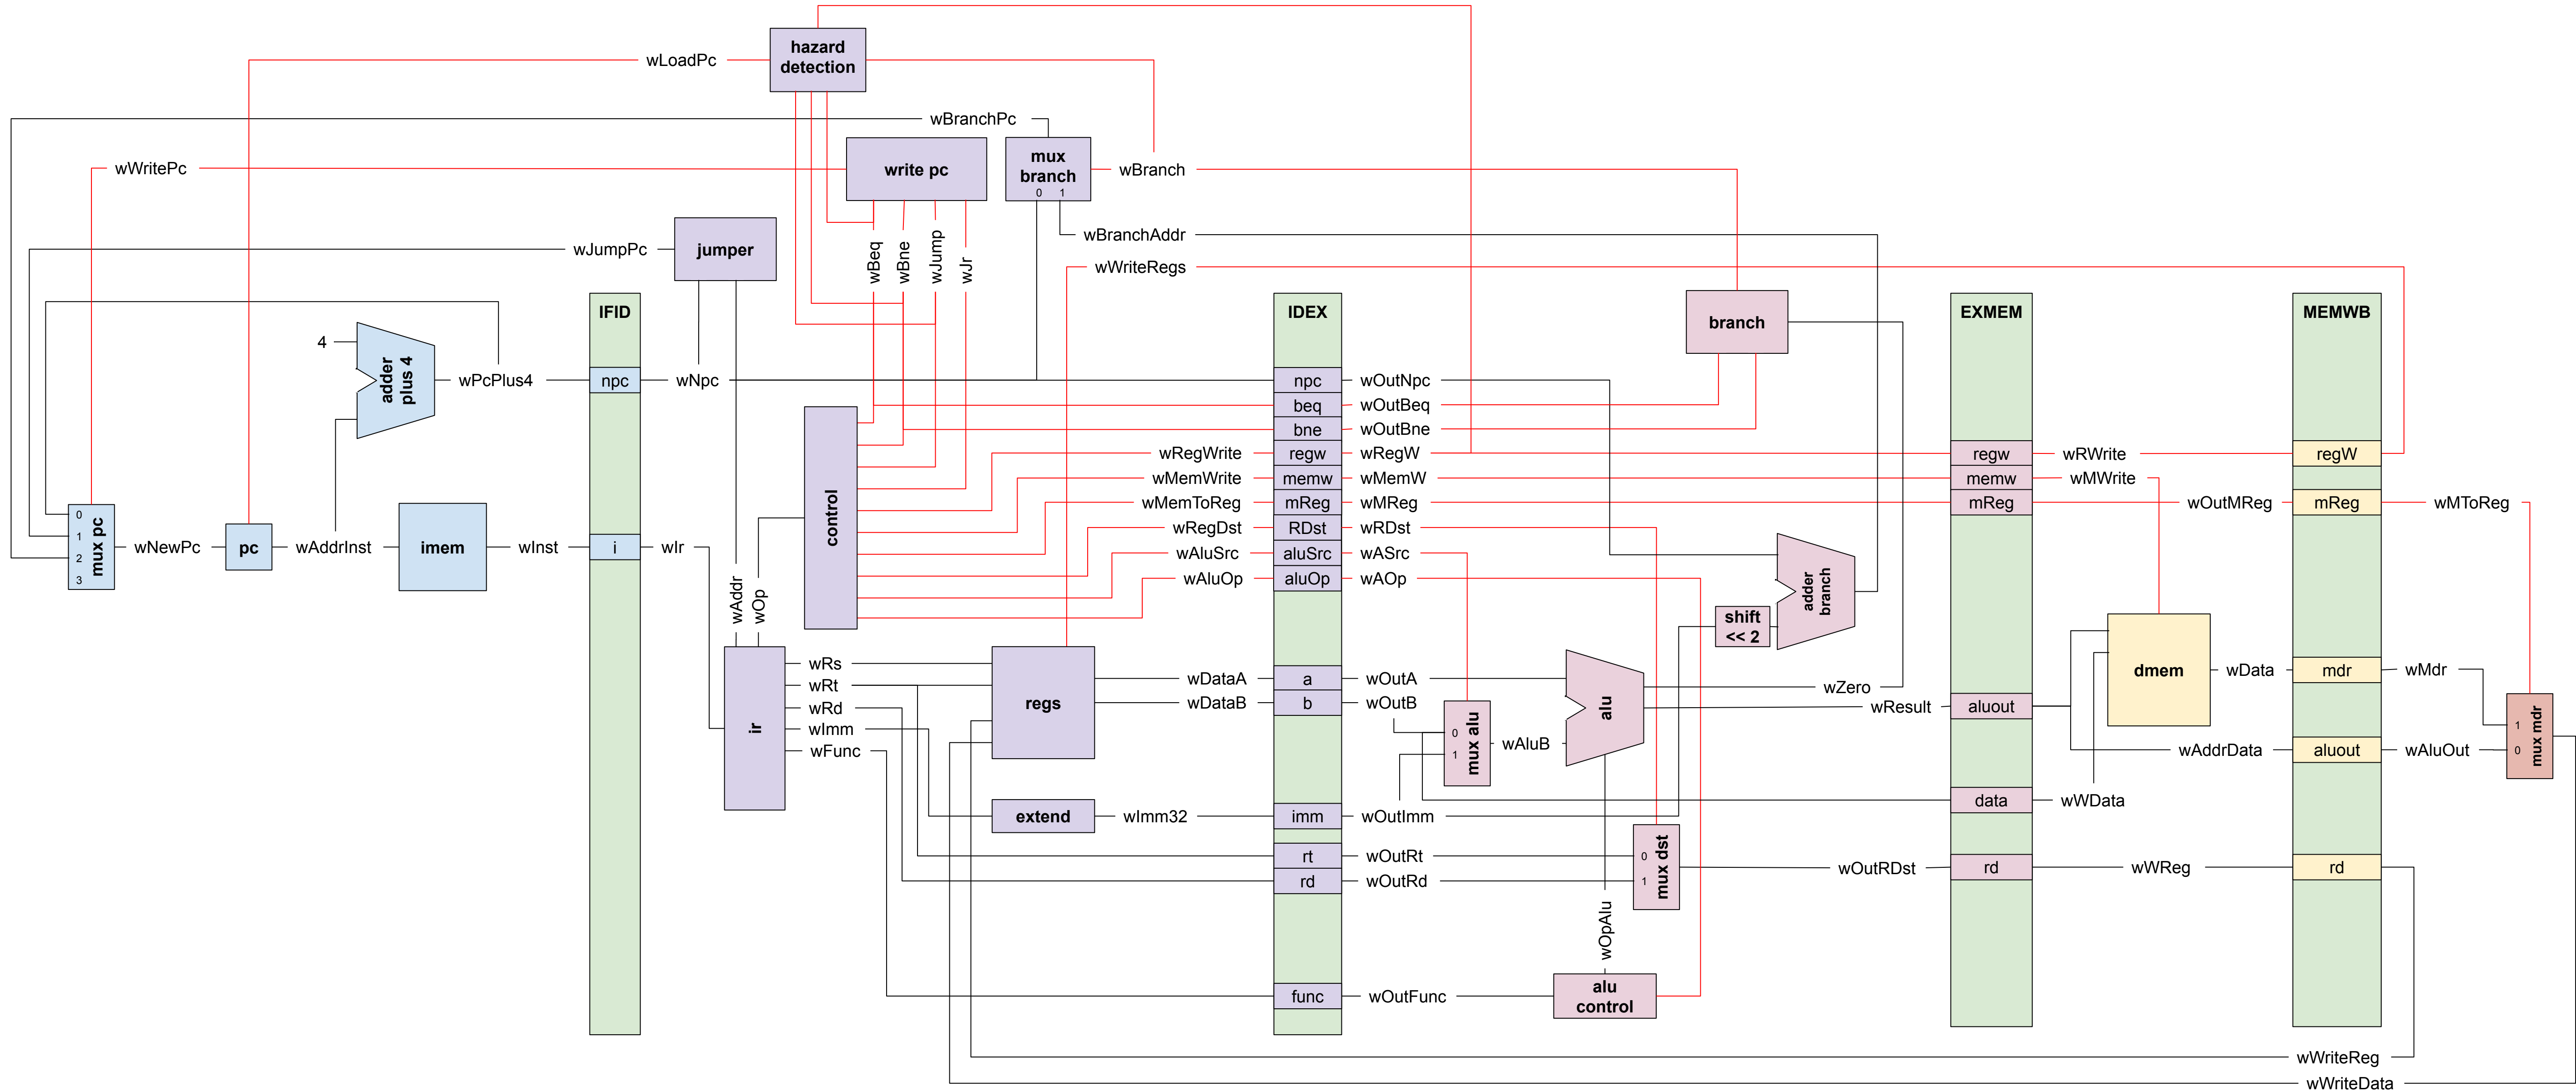 hazard
detection
wLoadPc
wBranchPc
write pc
mux
branch
0 1
wWritePc
wBranch
jumper
wJumpPc
wBeq
wBne
wJump
wJr
wBranchAddr
wWriteRegs
IFID
IDEX
branch
EXMEM
MEMWB
4
adder
plus 4
wPcPlus4
npc
wNpc
npc
wOutNpc
beq
wOutBeq
bne
wOutBne
wRegWrite
regw
wRegW
regw
wRWrite
regW
wMemWrite
memw
wMemW
memw
wMWrite
wMemToReg
mReg
wMReg
mReg
wOutMReg
mReg
wMToReg
wRegDst
RDst
wRDst
wAluSrc
aluSrc
wASrc
wAluOp
aluOp
wAOp
control
mux pc
0
1
2
3
wNewPc
pc
wAddrInst
imem
wInst
i
wIr
wAddr
wOp
adder
branch
shift
<< 2
ir
wRs
wRt
wRd
wImm
wFunc
regs
wDataA
a
wOutA
wDataB
b
wOutB
mux alu
0
1
wAluB
alu
wZero
wResult
aluout
dmem
wData
mdr
wMdr
wAddrData
aluout
wAluOut
mux mdr
1
0
extend
wImm32
imm
wOutImm
data
wWData
rt
wOutRt
rd
wOutRd
mux dst
0
1
wOutRDst
rd
wWReg
rd
wOpAlu
func
wOutFunc
alu
control
wWriteReg
wWriteData